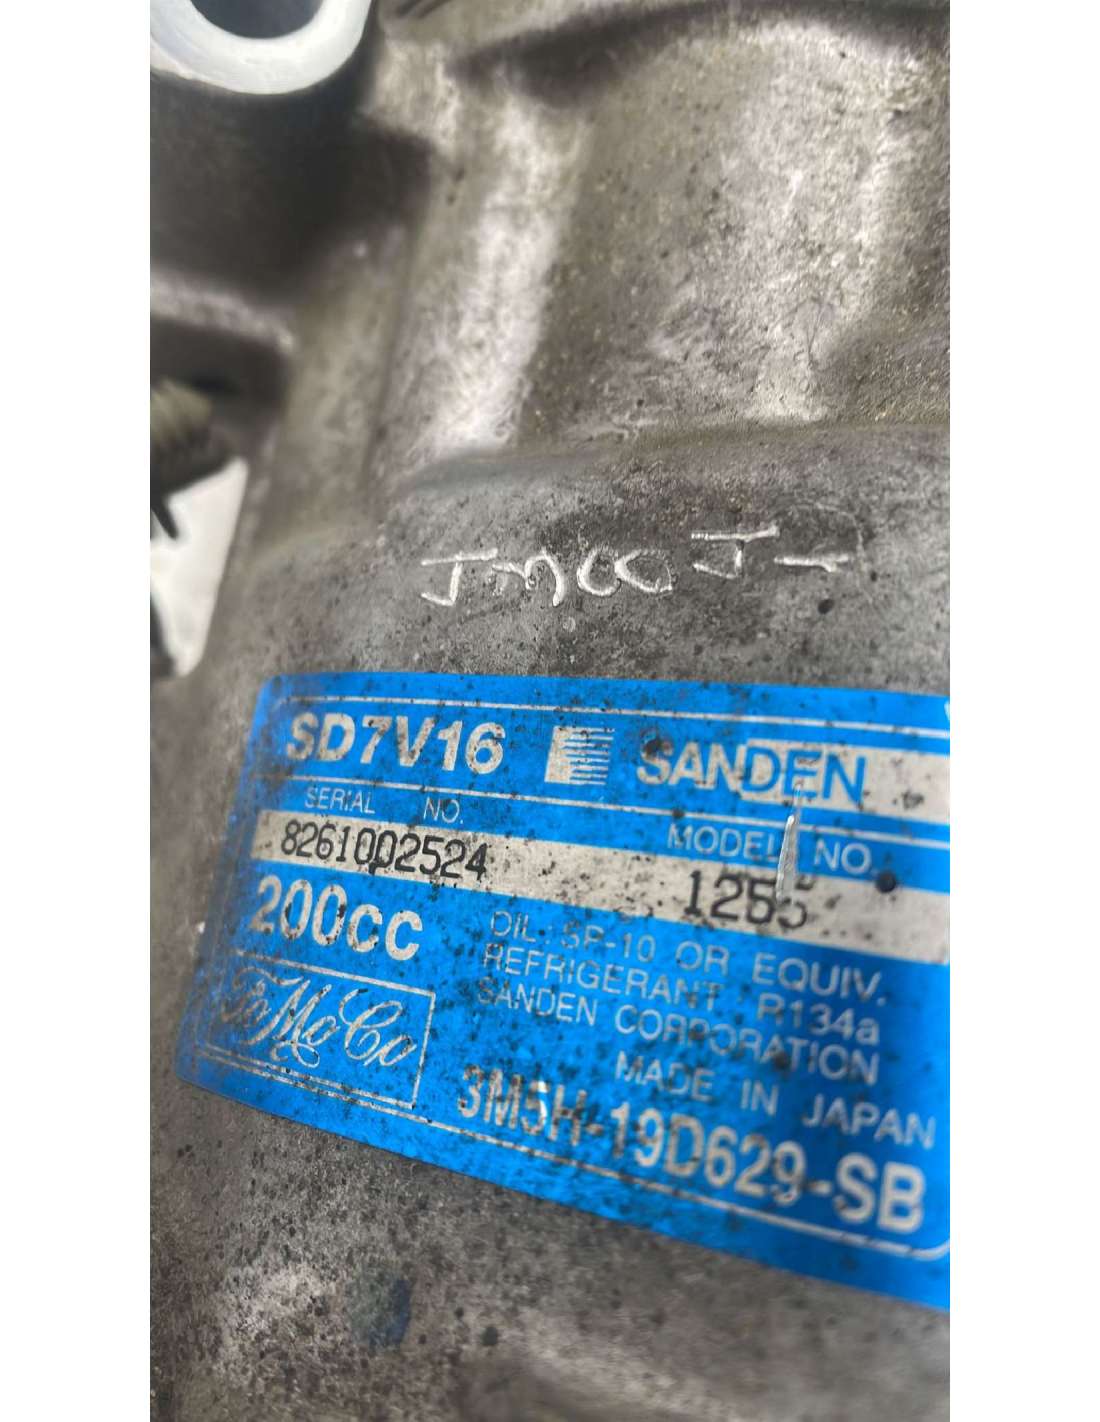 SD7V16 SANDEN
SERIAL NO. MODEL NO.
8261002524
200cc
OIL: SP-10 OR EQUIV.
REFRIGERANT : R134a
SANDEN CORPORATION
MADE IN JAPAN
FoMoCo
3M5H-19D629-SB